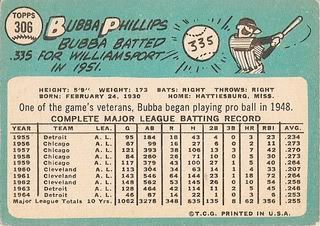 TOPPS
306
BUBBA PHILLIPS
BUBBA BATTED
.335 FOR WILLIAMSPORT
IN 1951.
335
HEIGHT: 5'9" WEIGHT: 173 BATS: RIGHT THROWS: RIGHT
BORN: FEBRUARY 24, 1930 HOME: HATTIESBURG, MISS.
One of the game's veterans, Bubba began playing pro ball in 1948.
COMPLETE MAJOR LEAGUE BATTING RECORD
YEAR TEAM LEA. G AB R H 2B 3B HR RBI AVG.
1955 Detroit A. L. 95 184 18 43 4 0 3 23 .234
1956 Chicago A. L. 67 99 16 27 6 0 2 11 .273
1957 Chicago A. L. 121 393 38 106 13 3 7 42 .270
1958 Chicago A. L. 84 260 26 71 10 0 5 30 .273
1959 Chicago A. L. 117 379 43 100 27 1 5 40 .264
1960 Cleveland A. L. 113 304 34 63 14 1 4 33 .207
1961 Cleveland A. L. 143 546 64 144 23 1 18 72 .264
1962 Cleveland A. L. 148 562 53 145 26 0 10 54 .258
1963 Detroit A. L. 128 464 42 114 11 2 5 45 .246
1964 Detroit A. L. 46 87 14 22 1 0 3 6 .253
Major League Totals 10 Yrs. 1062 3278 348 835 135 8 62 356 .255
© T.C.G. PRINTED IN U.S.A.